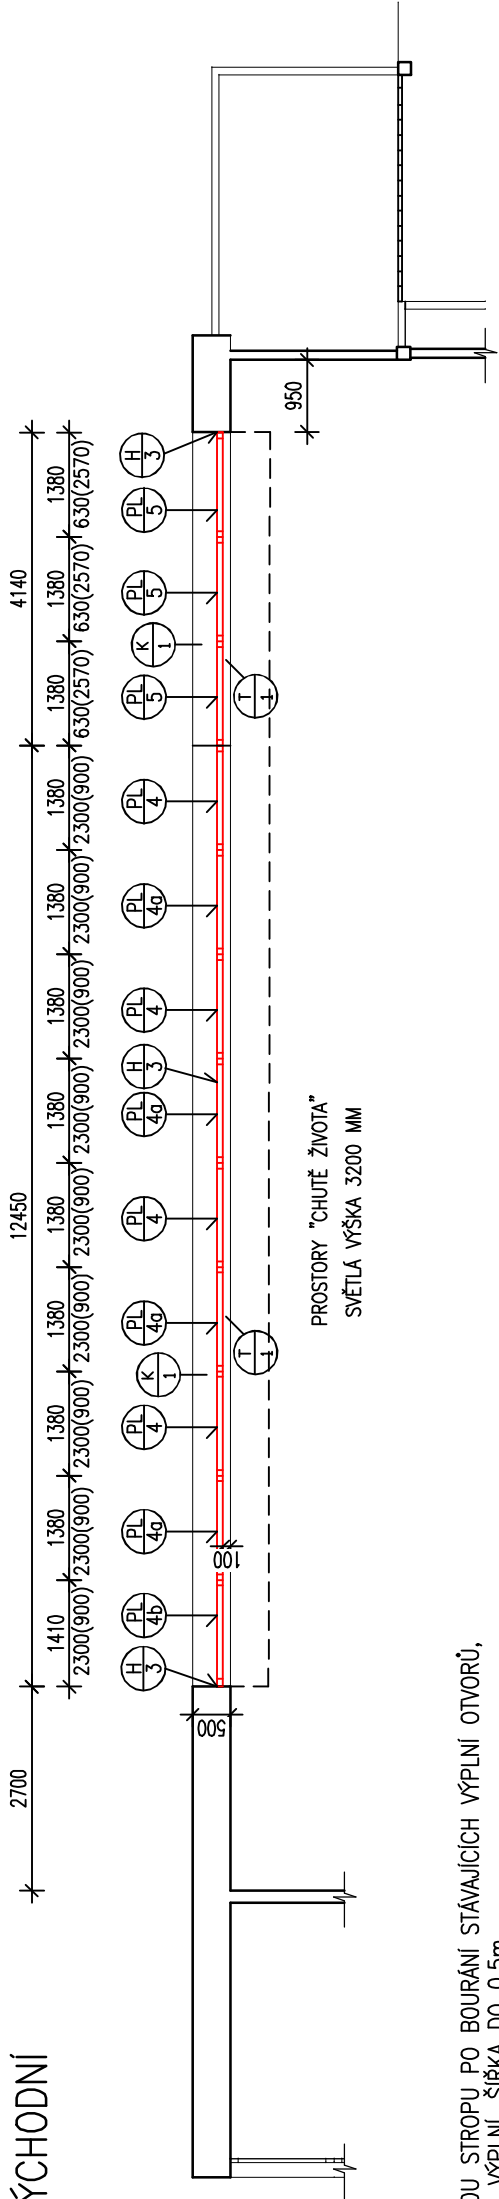 ÝCHODNÍ
2700 12450 4140
1410 1380 1380 1380 1380 1380 1380 1380 1380 1380 1380 1380
2300(900) 2300(900) 2300(900) 2300(900) 2300(900) 2300(900) 2300(900) 2300(900) 2300(900) 630(2570) 630(2570) 630(2570)
H PL PL PL K PL PL PL H PL PL PL PL K PL PL H
3 4b 4a 4 1 4a 4 4a 3 4 4a 4 5 1 5 5 3
500 100
T T
1 1
950
PROSTORY "CHUTĚ ŽIVOTA"
SVĚTLÁ VÝŠKA 3200 MM
DU STROPU PO BOURÁNÍ STÁVAJÍCÍCH VÝPLNÍ OTVORŮ,
VÝPLNÍ, ŠÍŘKA DO 0,5m